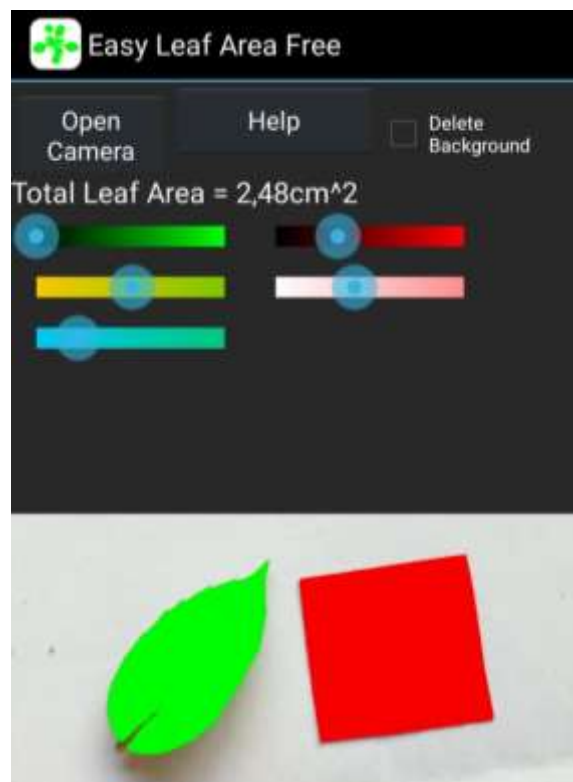 Easy Leaf Area Free
Open
Camera
Help
Delete
Background
Total Leaf Area = 2,48cm^2